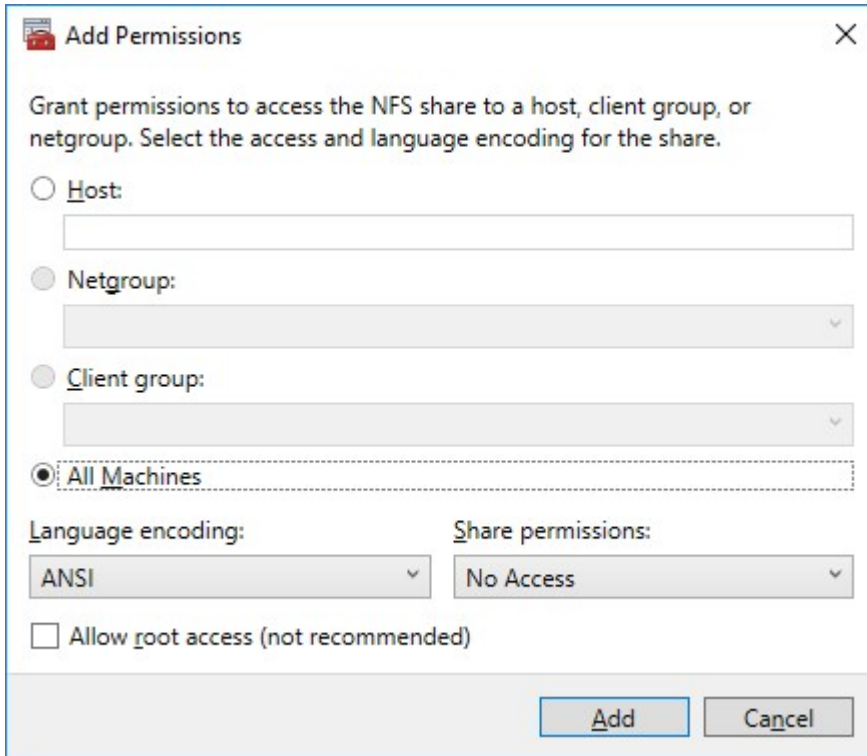 Add Permissions
Grant permissions to access the NFS share to a host, client group, or
netgroup. Select the access and language encoding for the share.
Host:
Netgroup:
Client group:
All Machines
Language encoding: Share permissions:
ANSI No Access
Allow root access (not recommended)
Add Cancel